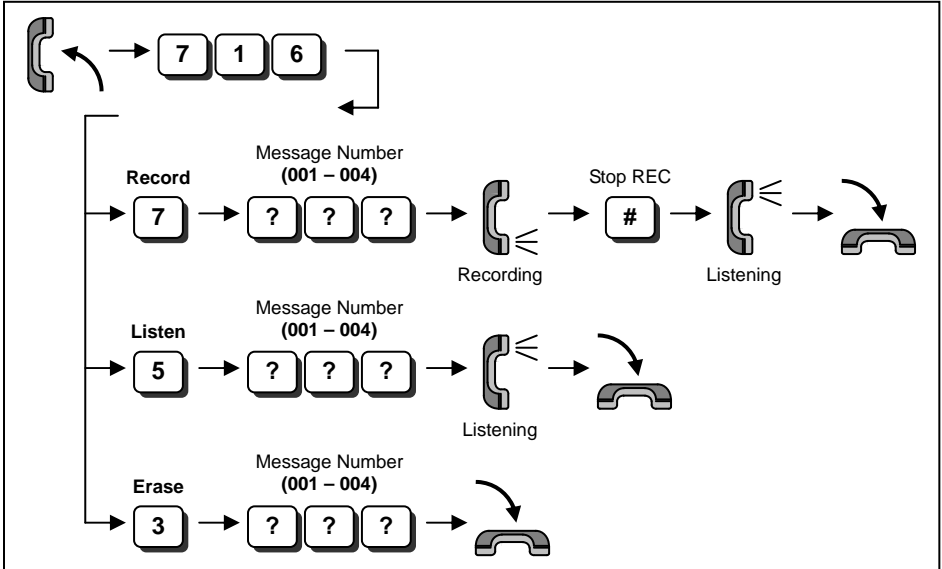 7 1 6
Message Number
(001 – 004)
Record
Stop REC
7 ? ? ? #
Recording
Listening
Message Number
(001 – 004)
Listen
5 ? ? ?
Listening
Message Number
(001 – 004)
Erase
3 ? ? ?